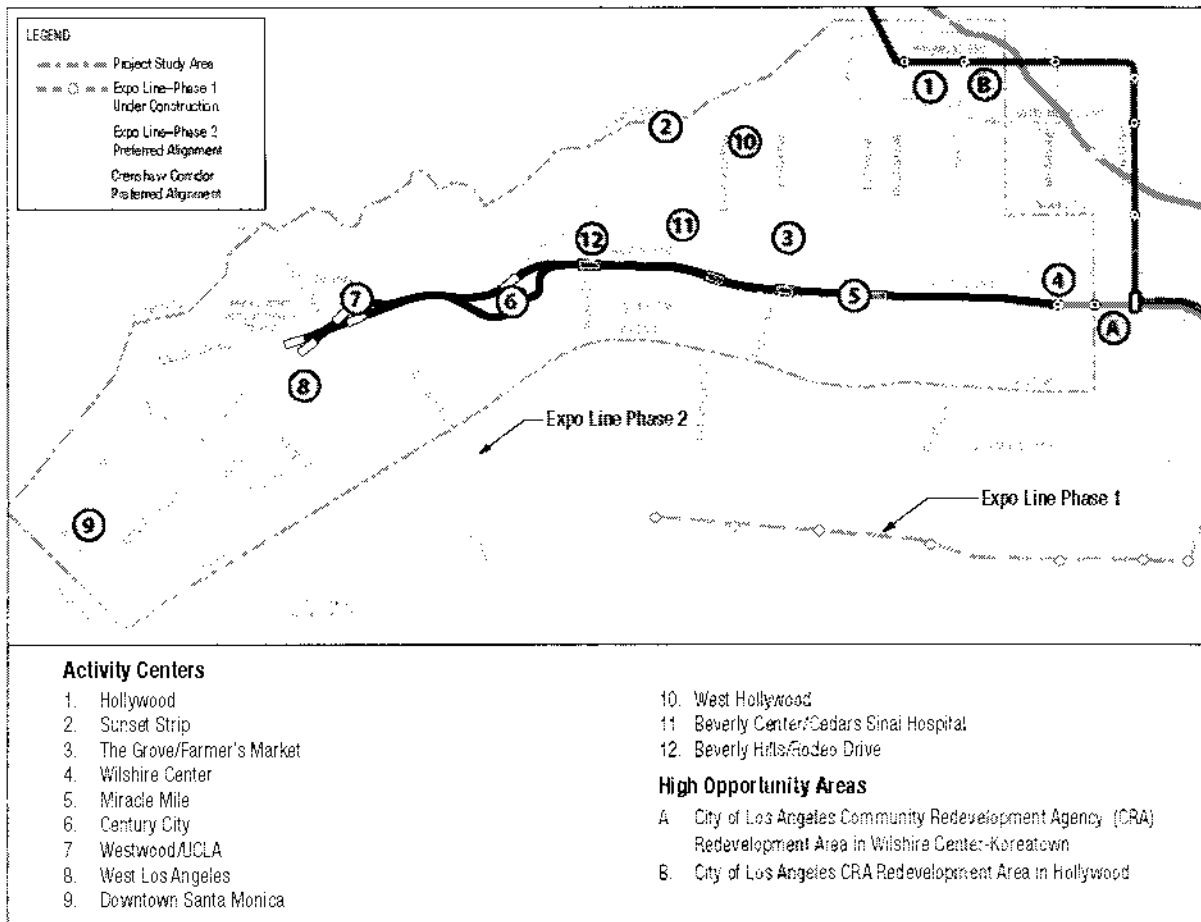 LEGEND
Project Study Area
Expo Line–Phase 1
Under Construction
Expo Line–Phase 2
Preferred Alignment
Crenshaw Corridor
Preferred Alignment
1
B
2
10
11
3
12
7
6
5
4
A
8
Expo Line Phase 2
Expo Line Phase 1
9
Activity Centers
1. Hollywood
2. Sunset Strip
3. The Grove/Farmer's Market
4. Wilshire Center
5. Miracle Mile
6. Century City
7. Westwood/UCLA
8. West Los Angeles
9. Downtown Santa Monica
10. West Hollywood
11 Beverly Center/Cedars Sinai Hospital
12. Beverly Hills/Rodeo Drive
High Opportunity Areas
A City of Los Angeles Community Redevelopment Agency (CRA)
Redevelopment Area in Wilshire Center-Koreatown
B. City of Los Angeles CRA Redevelopment Area in Hollywood